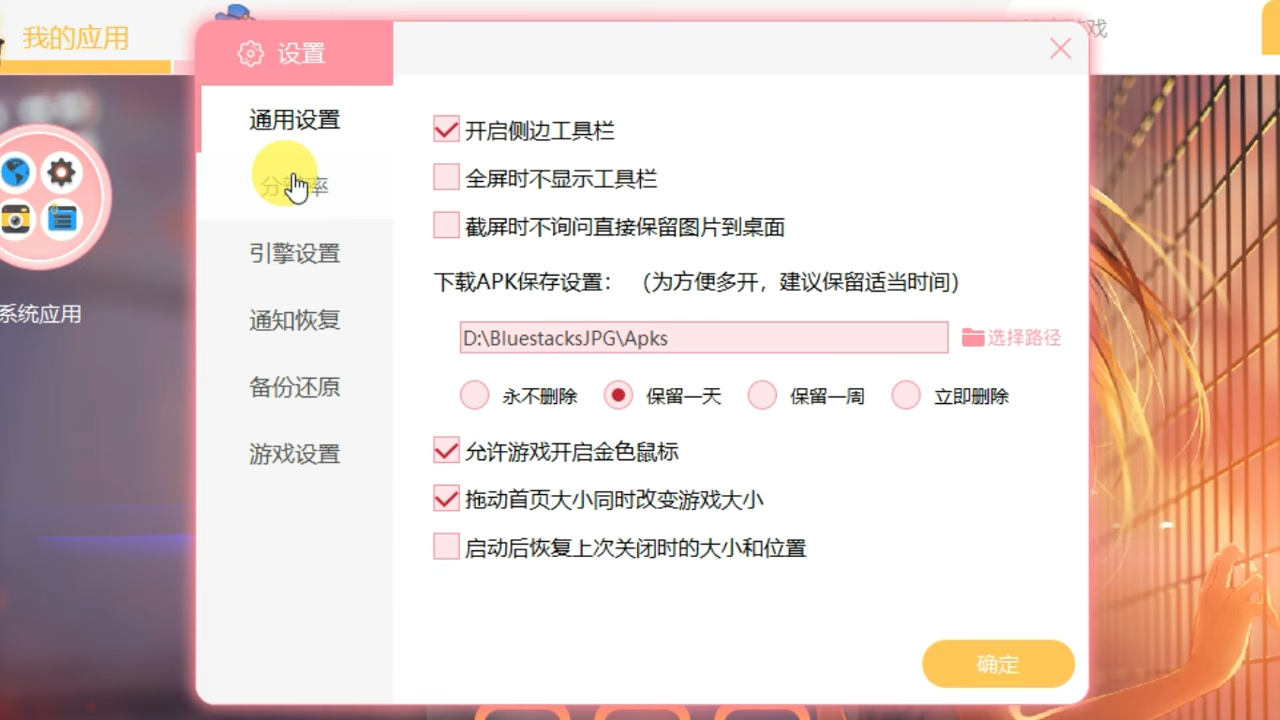 我的应用
设置
戏
通用设置
引擎设置
通知恢复
备份还原
游戏设置
系统应用
开启侧边工具栏
全屏时不显示工具栏
截屏时不询问直接保留图片到桌面
下载APK保存设置： （为方便多开，建议保留适当时间）
D:\BluestacksJPG\Apks
选择路径
永不删除 保留一天 保留一周 立即删除
允许游戏开启金色鼠标
拖动首页大小同时改变游戏大小
启动后恢复上次关闭时的大小和位置
确定